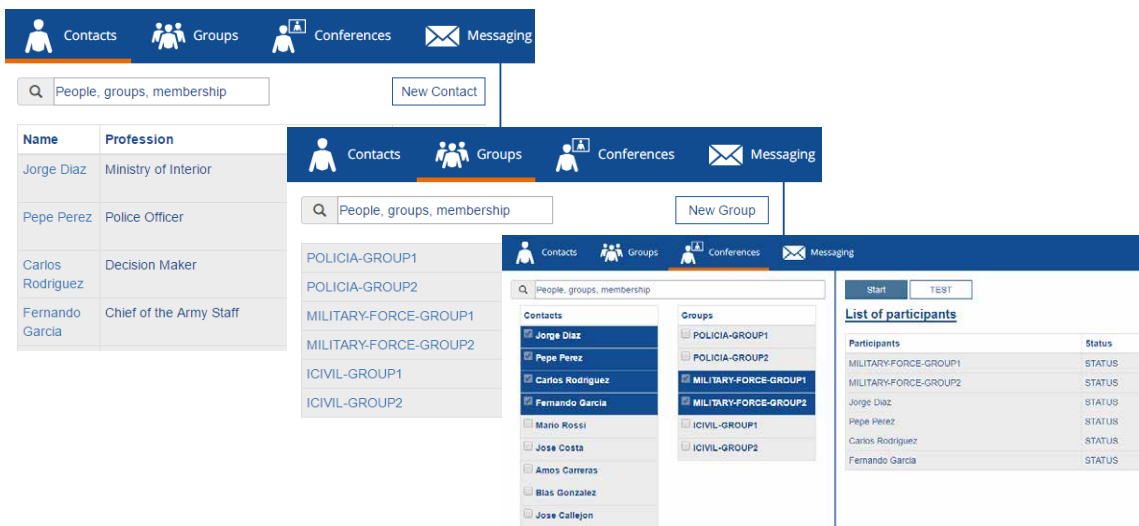 Contacts Groups Conferences Messaging
People, groups, membership New Contact
Name Profession
Jorge Diaz Ministry of Interior
Pepe Perez Police Officer
Carlos Rodriguez Decision Maker
Fernando Garcia Chief of the Army Staff
Contacts Groups Conferences Messaging
People, groups, membership New Group
POLICIA-GROUP1
POLICIA-GROUP2
MILITARY-FORCE-GROUP1
MILITARY-FORCE-GROUP2
ICIVIL-GROUP1
ICIVIL-GROUP2
Contacts Groups Conferences Messaging
People, groups, membership
Contacts
Jorge Diaz
Pepe Perez
Carlos Rodriguez
Fernando Garcia
Mario Rossi
Jose Costa
Amos Carreras
Blas Gonzalez
Jose Callejon
Groups
POLICIA-GROUP1
POLICIA-GROUP2
MILITARY-FORCE-GROUP1
MILITARY-FORCE-GROUP2
ICIVIL-GROUP1
ICIVIL-GROUP2
Start TEST
List of participants
Participants Status
MILITARY-FORCE-GROUP1 STATUS
MILITARY-FORCE-GROUP2 STATUS
Jorge Diaz STATUS
Pepe Perez STATUS
Carlos Rodriguez STATUS
Fernando Garcia STATUS